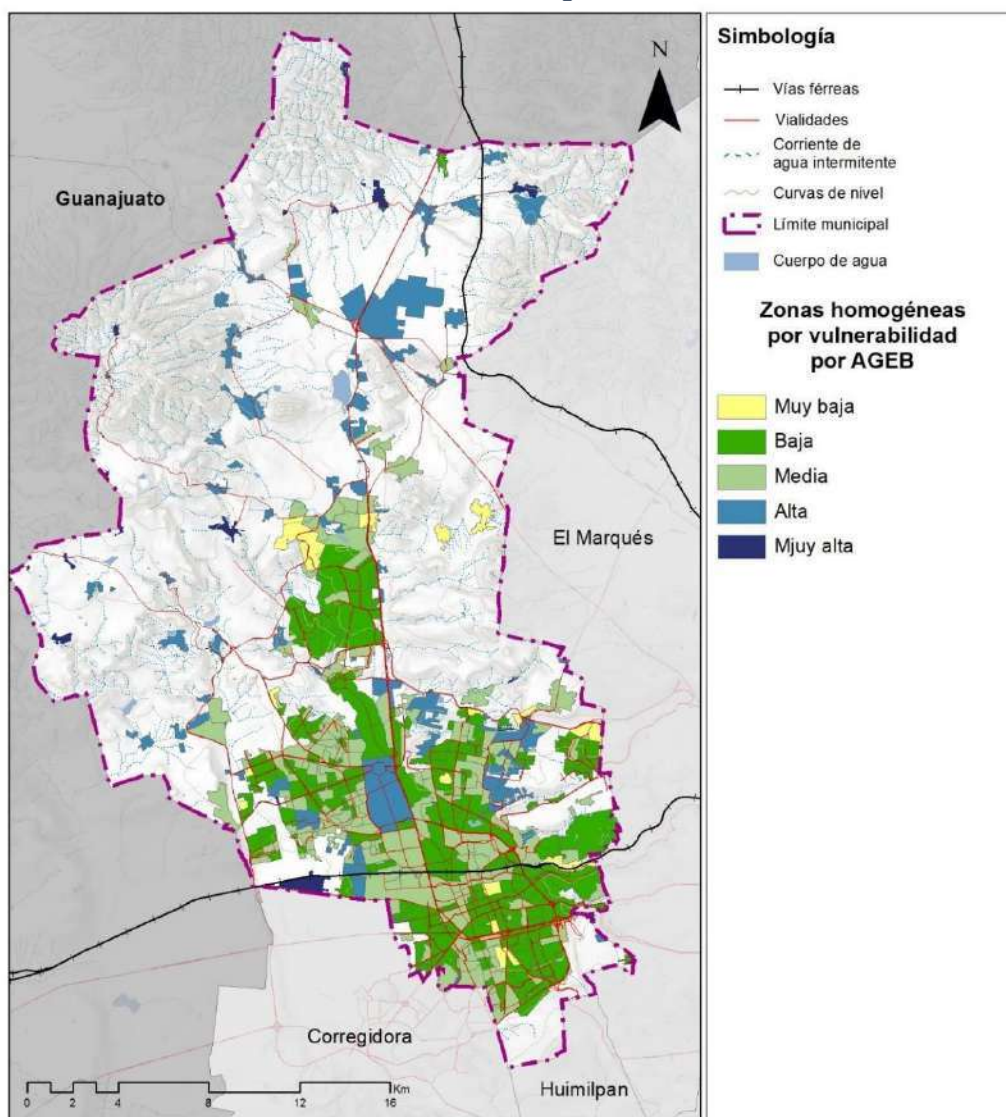 N
Guanajuato
El Marqués
Corregidora
Huimilpan
0 2 4 8 12 16
Km
Simbología
Vías férreas
Vialidades
Corriente de
agua intermitente
Curvas de nivel
Límite municipal
Cuerpo de agua
Zonas homogéneas
por vulnerabilidad
por AGEB
Muy baja
Baja
Media
Alta
Mjuy alta